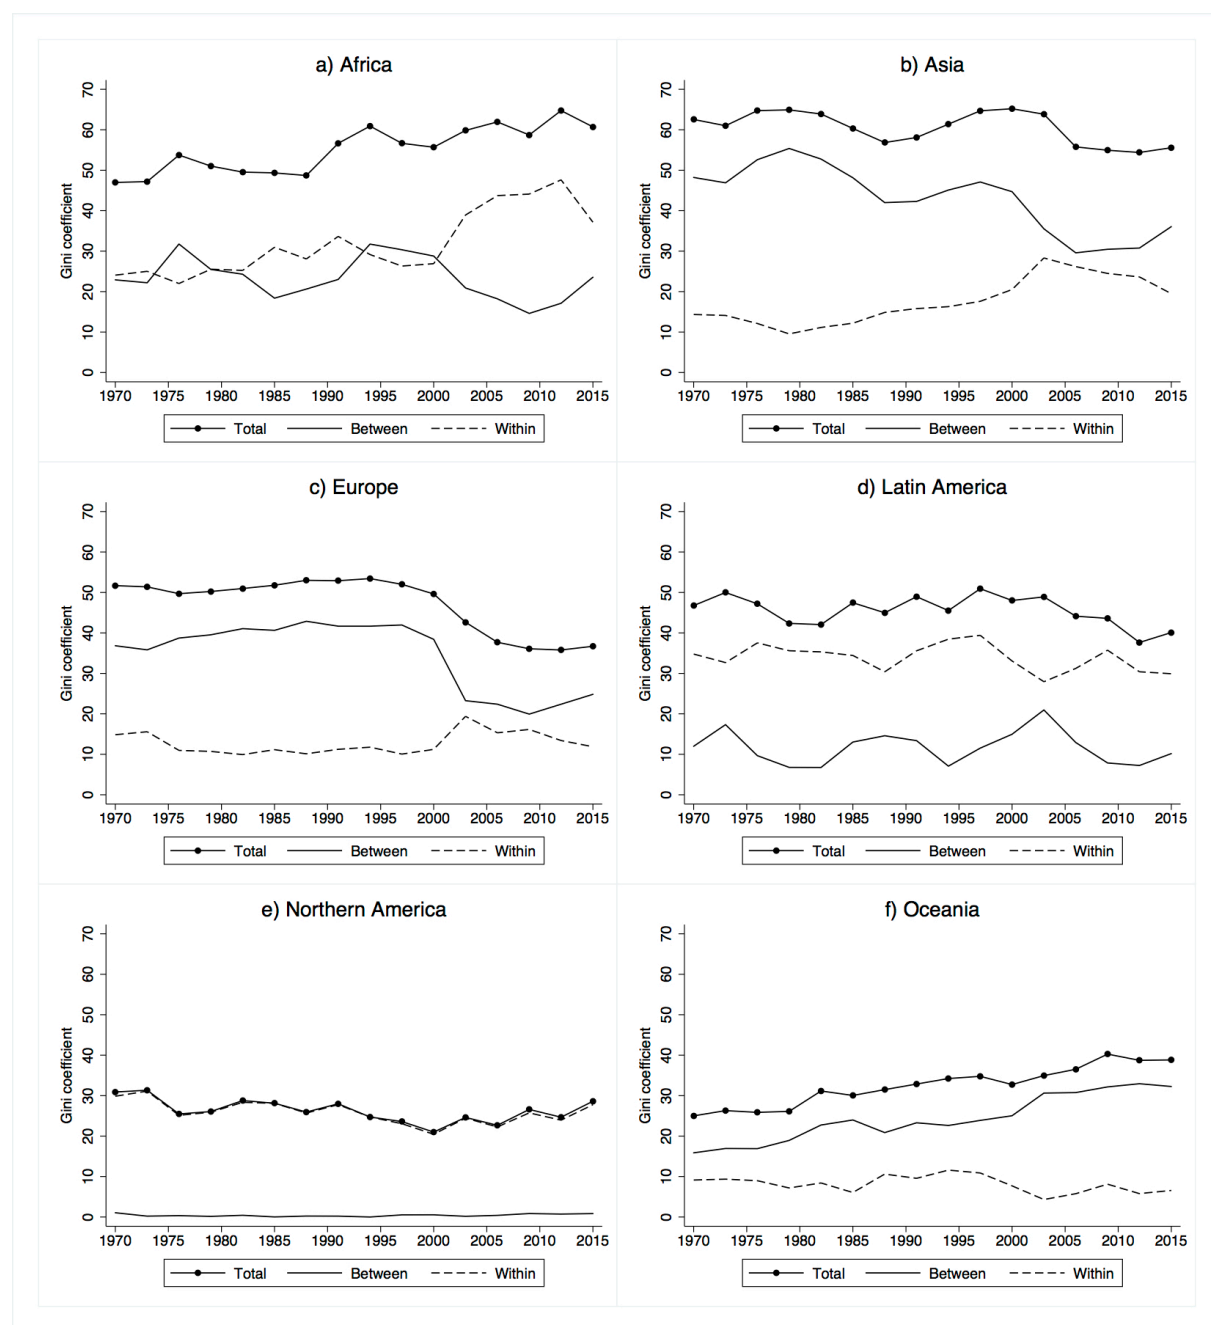 a) Africa
Gini coefficient
70
60
50
40
30
20
10
0
1970 1975 1980 1985 1990 1995 2000 2005 2010 2015
Total Between Within
b) Asia
Gini coefficient
70
60
50
40
30
20
10
0
1970 1975 1980 1985 1990 1995 2000 2005 2010 2015
Total Between Within
c) Europe
Gini coefficient
70
60
50
40
30
20
10
0
1970 1975 1980 1985 1990 1995 2000 2005 2010 2015
Total Between Within
d) Latin America
Gini coefficient
70
60
50
40
30
20
10
0
1970 1975 1980 1985 1990 1995 2000 2005 2010 2015
Total Between Within
e) Northern America
Gini coefficient
70
60
50
40
30
20
10
0
1970 1975 1980 1985 1990 1995 2000 2005 2010 2015
Total Between Within
f) Oceania
Gini coefficient
70
60
50
40
30
20
10
0
1970 1975 1980 1985 1990 1995 2000 2005 2010 2015
Total Between Within